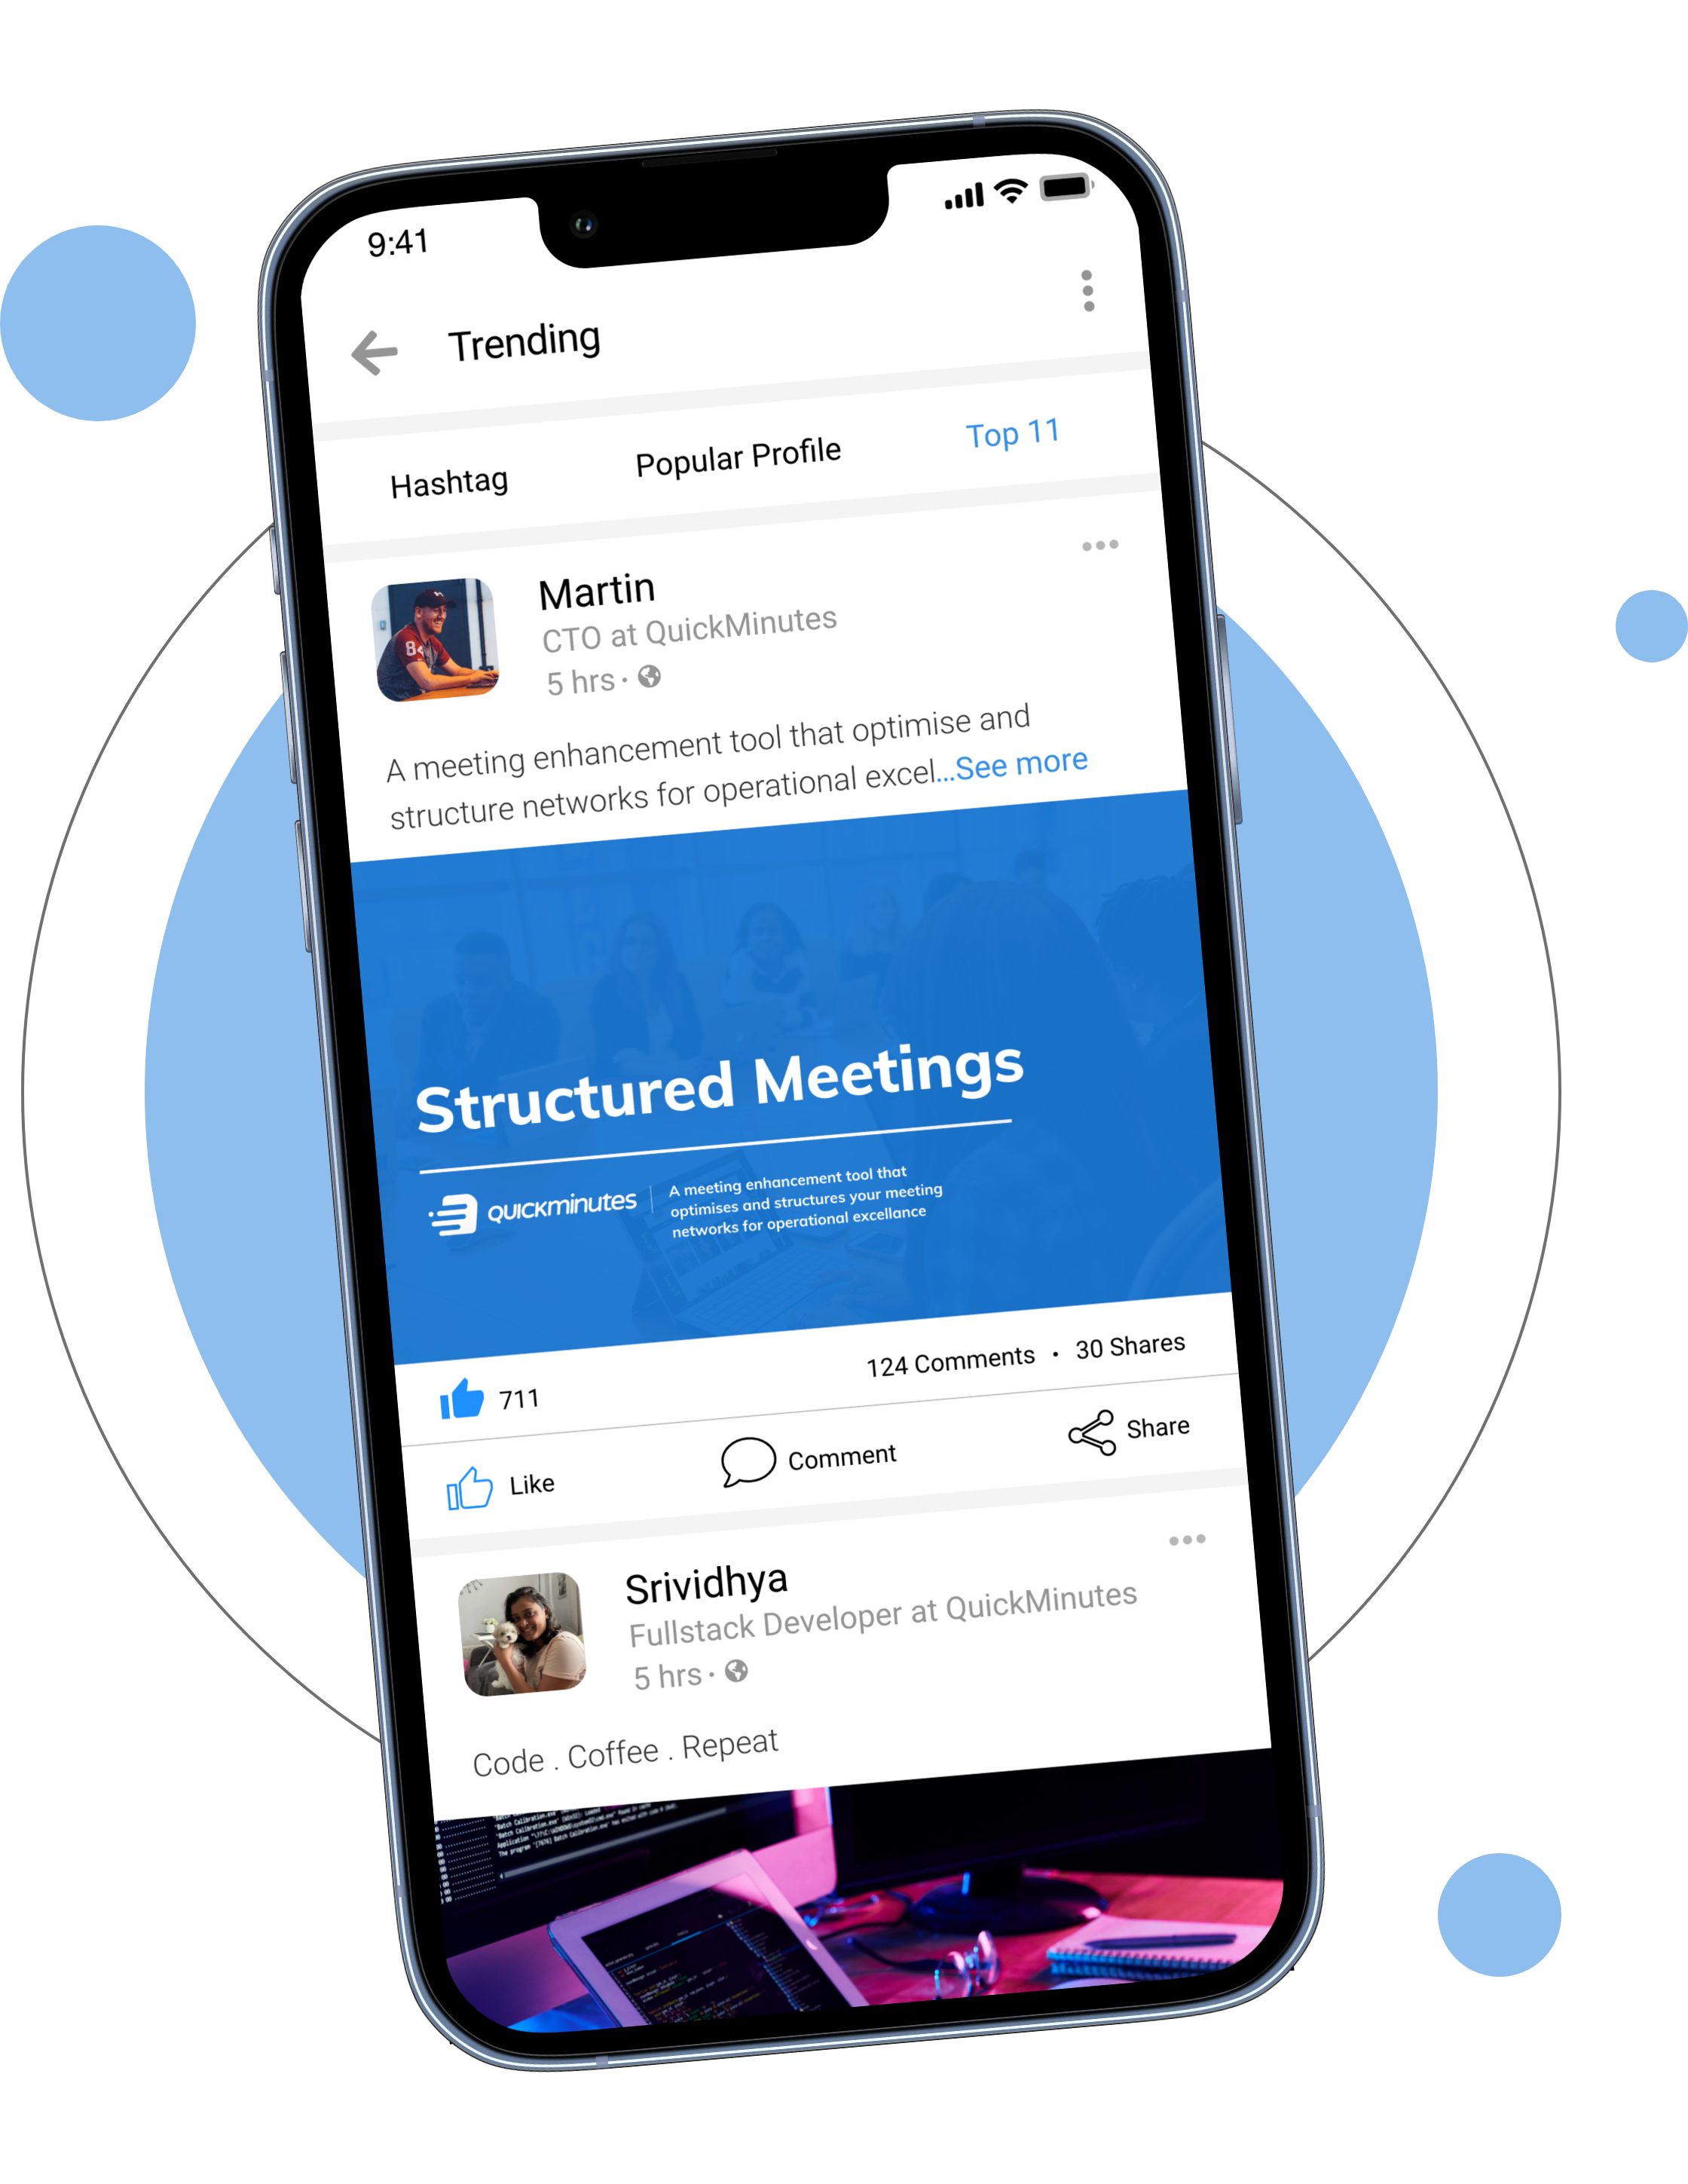 9:41
Trending
Hashtag Popular Profile Top 11
Martin
CTO at QuickMinutes
5 hrs ·
A meeting enhancement tool that optimise and
structure networks for operational excel...See more
Structured Meetings
QUICKMINUTES
A meeting enhancement tool that
optimises and structures your meeting
networks for operational excellance
711 124 Comments · 30 Shares
Like Comment Share
Srividhya
Fullstack Developer at QuickMinutes
5 hrs ·
Code . Coffee . Repeat